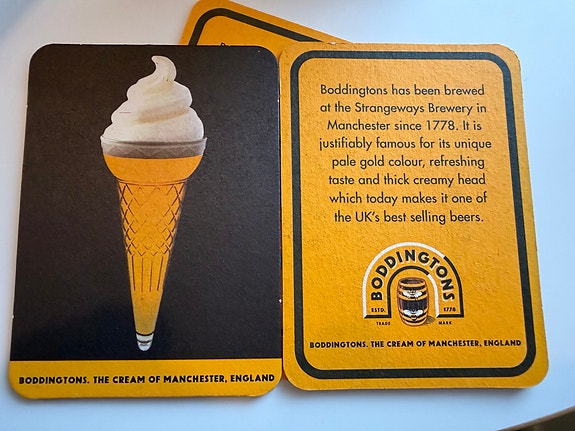 BODDINGTONS. THE CREAM OF MANCHESTER, ENGLAND
Boddingtons has been brewed
at the Strangeways Brewery in
Manchester since 1778. It is
justifiably famous for its unique
pale gold colour, refreshing
taste and thick creamy head
which today makes it one of
the UK's best selling beers.
BODDINGTONS
ESTD. 1778
TRADE MARK
BODDINGTONS. THE CREAM OF MANCHESTER, ENGLAND